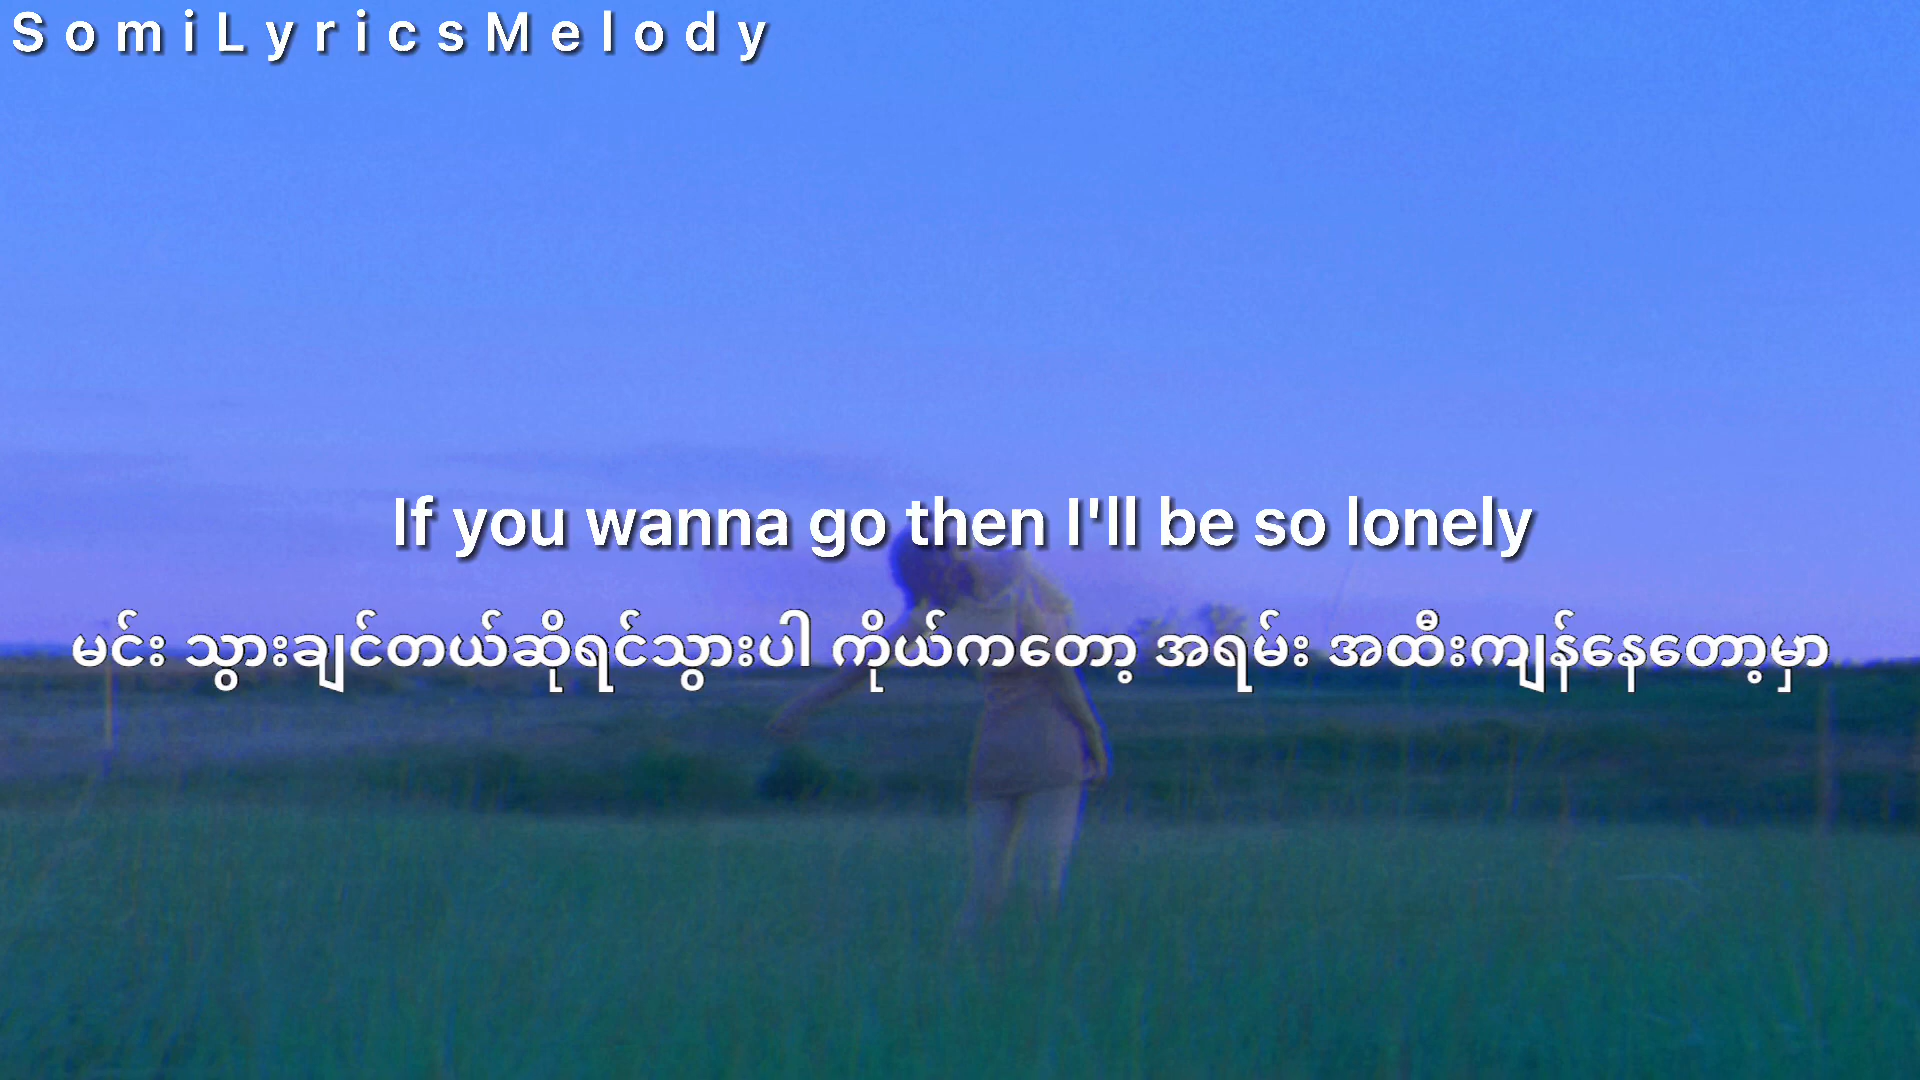 SomiLyricsMelody
If you wanna go then I'll be so lonely
မင်း သွားချင်တယ်ဆိုရင်သွားပါ ကိုယ်ကတော့ အရမ်း အထီးကျန်နေတော့မှာ